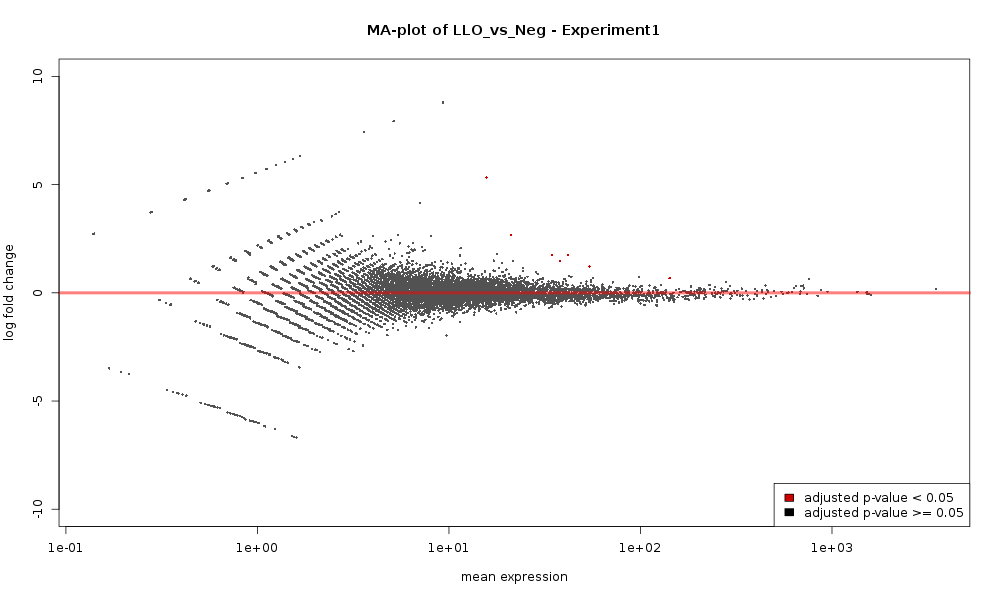 MA-plot of LLO_vs_Neg - Experiment1
log fold change
10
5
0
-5
-10
1e-01 1e+00 1e+01 1e+02 1e+03
mean expression
adjusted p-value < 0.05
adjusted p-value >= 0.05